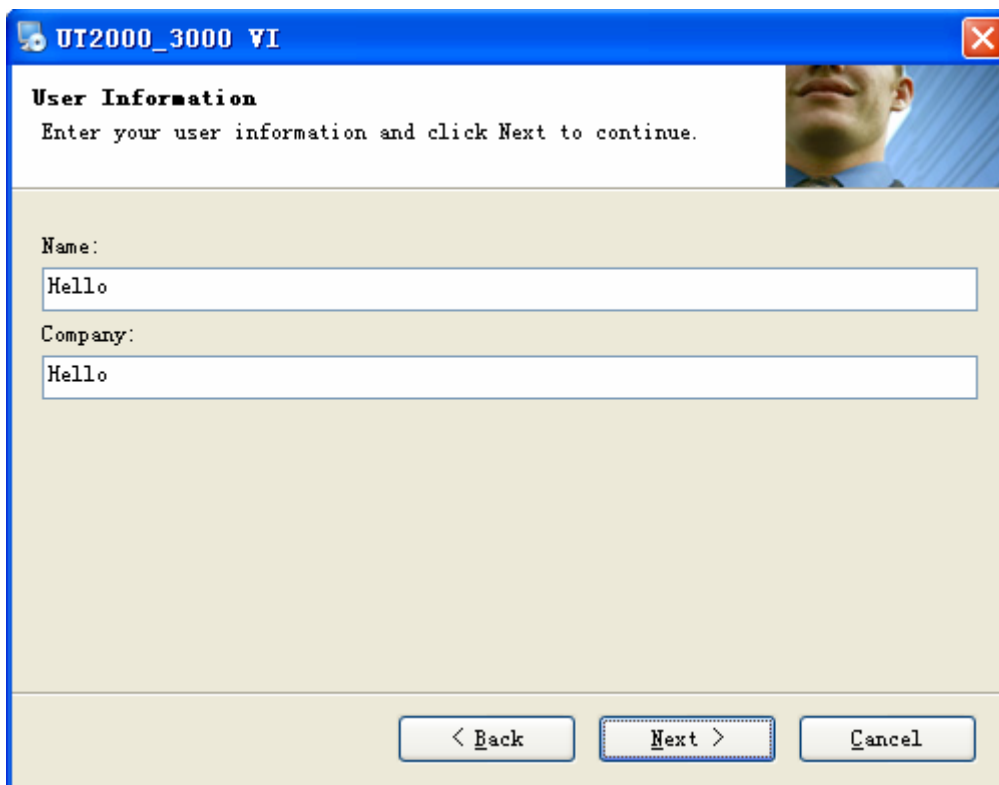 UT2000_3000 VI
User Information
Enter your user information and click Next to continue.
Name:
Hello
Company:
Hello
< Back
Next >
Cancel